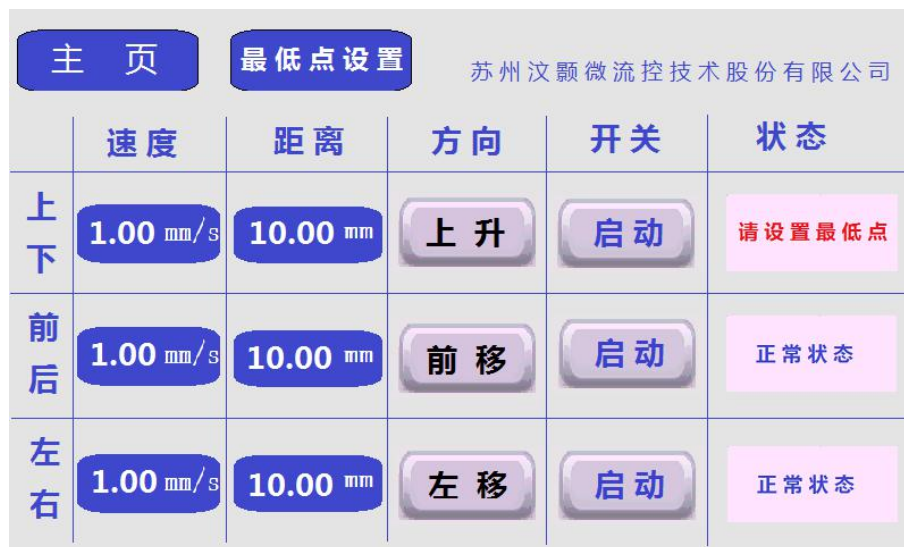 主 页 最低点设置 苏州汶颢微流控技术股份有限公司
速度 距离 方向 开关 状态
上下 1.00 mm/s 10.00 mm 上升 启动 请设置最低点
前后 1.00 mm/s 10.00 mm 前移 启动 正常状态
左右 1.00 mm/s 10.00 mm 左移 启动 正常状态